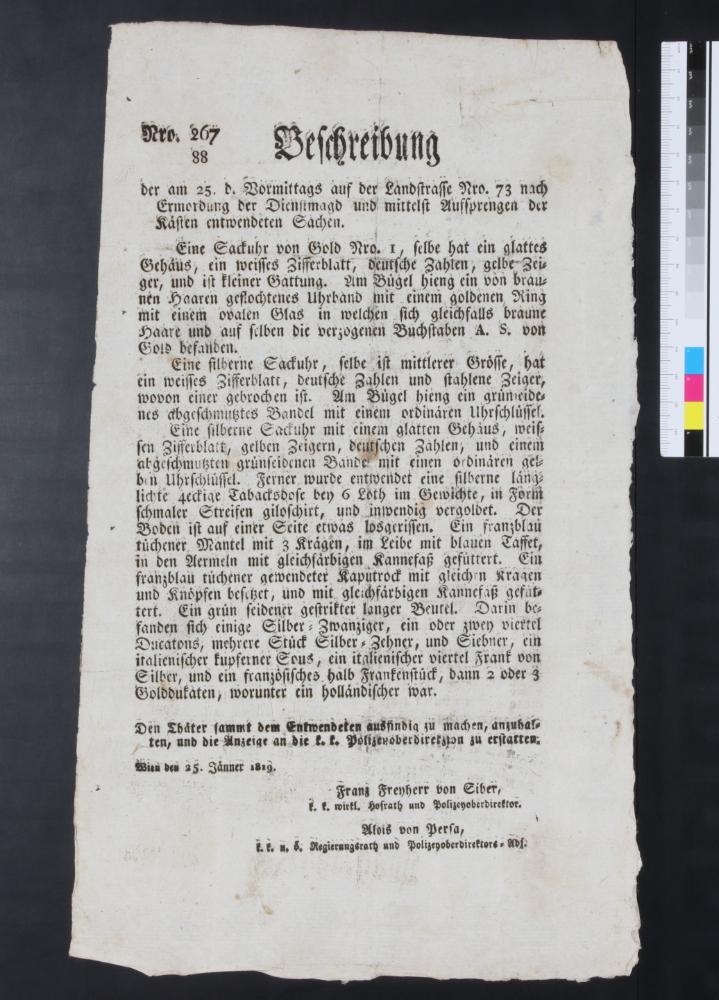 Nro. 267
88
Beschreibung
der am 25. d. Vormittags auf der Landstrasse Nro. 73 nach
Ermordung der Dienstmagd und mittelst Aufsprengen der
Kästen entwendeten Sachen.
Eine Sackuhr von Gold Nro. 1, selbe hat ein glattes
Gehäus, ein weisses Zifferblatt, deutsche Zahlen, gelbe Zei-
ger, und ist kleiner Gattung. Am Bügel hieng ein von brau-
nen Haaren geflochtenes Uhrband mit einem goldenen Ring
mit einem ovalen Glas in welchen sich gleichfalls braune
Haare und auf selben die verzogenen Buchstaben A. S. von
Gold befanden.
Eine silberne Sackuhr, selbe ist mittlerer Grösse, hat
ein weisses Zifferblatt, deutsche Zahlen und stahlene Zeiger,
wovon einer gebrochen ist. Am Bügel hieng ein grünseide-
nes abgeschmutztes Bandel mit einem ordinären Uhrschlüssel.
Eine silberne Sackuhr mit einem glatten Gehäus, weis-
sen Zifferblatt, gelben Zeigern, deutschen Zahlen, und einem
abgeschmutzten grünseidenen Bandel mit einen ordinären gel-
ben Uhrschlüssel. Ferner wurde entwendet eine silberne läng-
lichte 4eckige Tabacksdose bey 6 Loth im Gewichte, in Form
schmaler Streifen giloschirt, und inwendig vergoldet. Der
Boden ist auf einer Seite etwas losgerissen. Ein franzblau
tüchener Mantel mit 3 Krägen, im Leibe mit blauen Taffet,
in den Aermeln mit gleichfärbigen Kannefaß gefüttert. Ein
franzblau tüchener gewendeter Kaputrock mit gleichen Kragen
und Knöpfen besetzet, und mit gleichfärbigen Kannefaß gefüt-
tert. Ein grün seidener gestrikter langer Beutel. Darin be-
fanden sich einige Silber-Zwanziger, ein oder zwey viertel
Ducatons, mehrere Stück Silber-Zehner, und Siebner, ein
italienischer kupferner Sous, ein italienischer viertel Frank von
Silber, und ein französisches halb Frankenstück, dann 2 oder 3
Golddukaten, worunter ein holländischer war.
Den Thäter sammt dem Entwendeten ausfindig zu machen, anzuhal-
ten, und die Anzeige an die k. k. Polizeyoberdirekzion zu erstatten.
Wien den 25. Jänner 1819.
Franz Freyherr von Siber,
k. k. wirkl. Hofrath und Polizeyoberdirektor.
Alois von Persa,
k. k. n. ö. Regierungsrath und Polizeyoberdirektors-Adj.